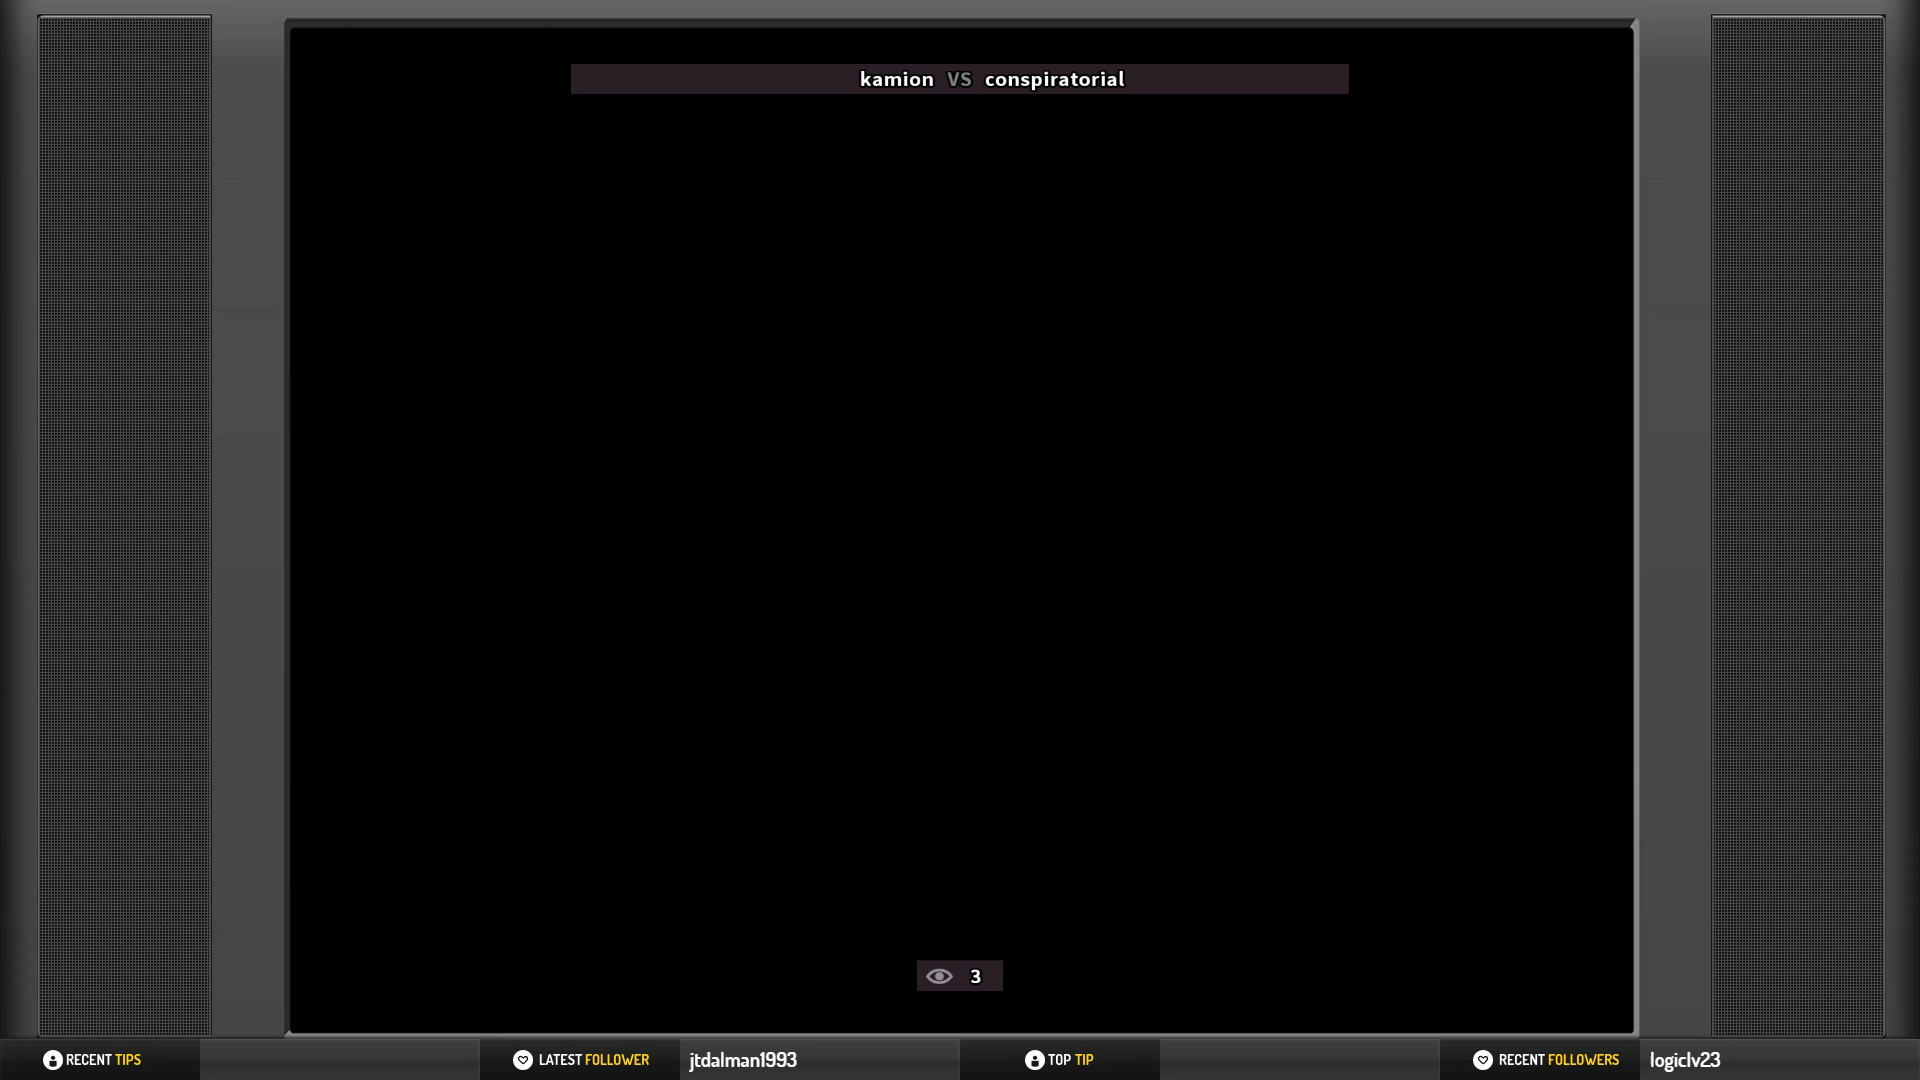 kamion VS conspiratorial
3
RECENT TIPS
LATEST FOLLOWER
jtdalman1993
TOP TIP
RECENT FOLLOWERS
logiclv23